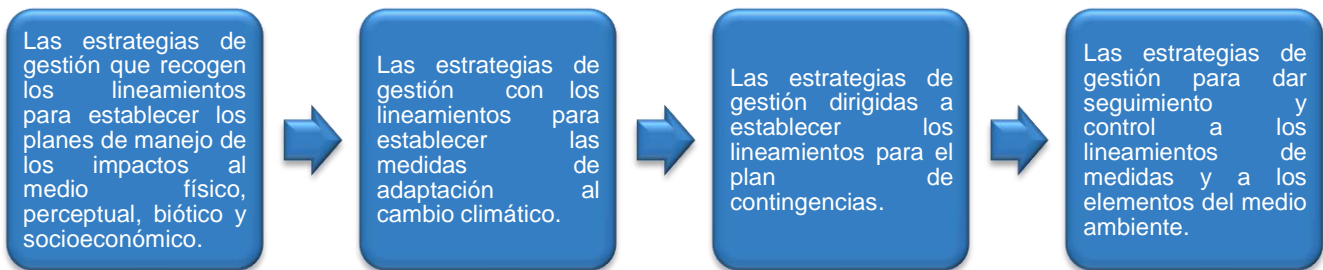 Las estrategias de
gestión que recogen
los lineamientos
para establecer los
planes de manejo de
los impactos al
medio físico,
perceptual, biótico y
socioeconómico.
Las estrategias de
gestión con los
lineamientos para
establecer las
medidas de
adaptación al
cambio climático.
Las estrategias de
gestión dirigidas a
establecer los
lineamientos para el
plan de
contingencias.
Las estrategias de
gestión para dar
seguimiento y
control a los
lineamientos de
medidas y a los
elementos del medio
ambiente.